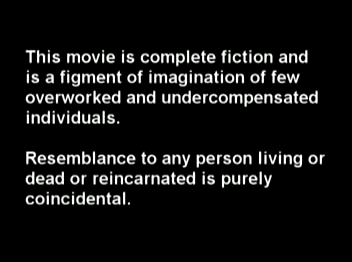 This movie is complete fiction and
is a figment of imagination of few
overworked and undercompensated
individuals.
Resemblance to any person living or
dead or reincarnated is purely
coincidental.